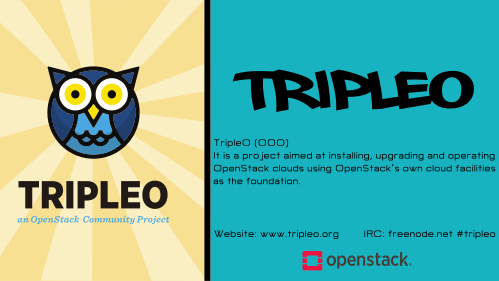 TRIPLEO
an OpenStack Community Project
TRIPLEO
TripleO (OOO)
It is a project aimed at installing, upgrading and operating
OpenStack clouds using OpenStack's own cloud facilities
as the foundation.
Website: www.tripleo.org IRC: freenode.net #tripleo
openstack.